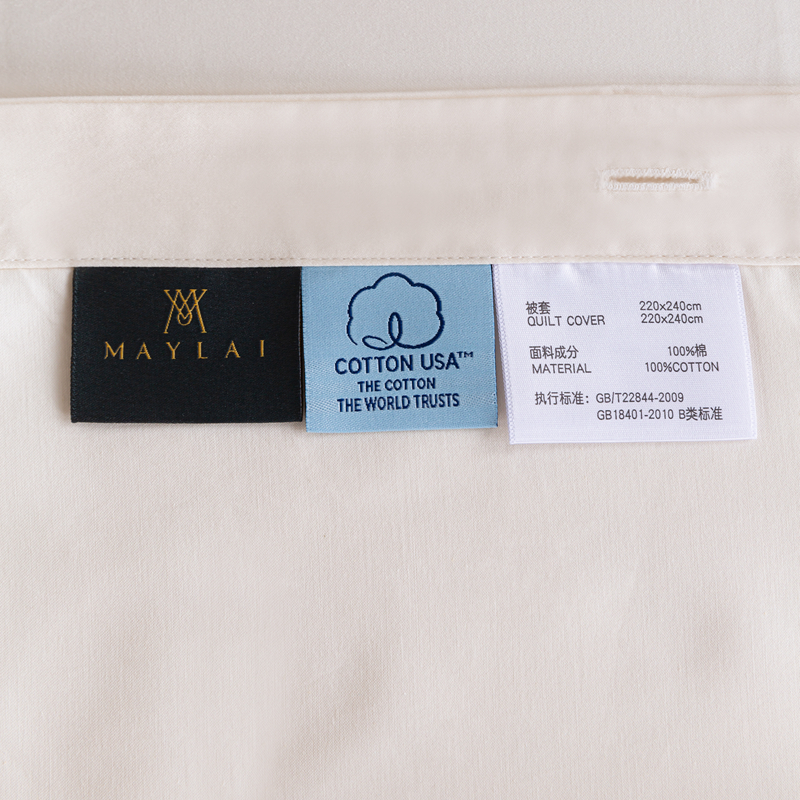 MAYLAI
COTTON USA™
THE COTTON
THE WORLD TRUSTS
被套 220x240cm
QUILT COVER 220x240cm
面料成分 100%棉
MATERIAL 100%COTTON
执行标准: GB/T22844-2009
GB18401-2010 B类标准